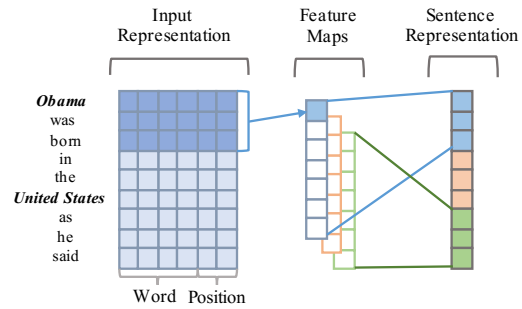 Input
Representation
Feature
Maps
Sentence
Representation
Obama
was
born
in
the
United States
as
he
said
Word
Position